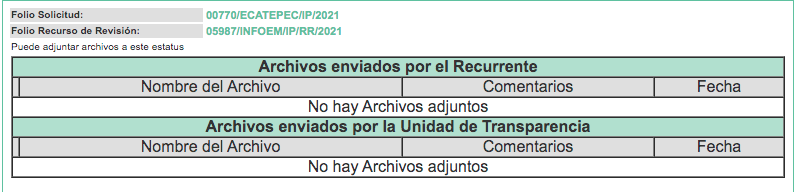 Folio Solicitud: 00770/ECATEPEC/IP/2021
Folio Recurso de Revisión: 05987/INFOEM/IP/RR/2021
Puede adjuntar archivos a este estatus
Archivos enviados por el Recurrente
Nombre del Archivo Comentarios Fecha
No hay Archivos adjuntos
Archivos enviados por la Unidad de Transparencia
Nombre del Archivo Comentarios Fecha
No hay Archivos adjuntos